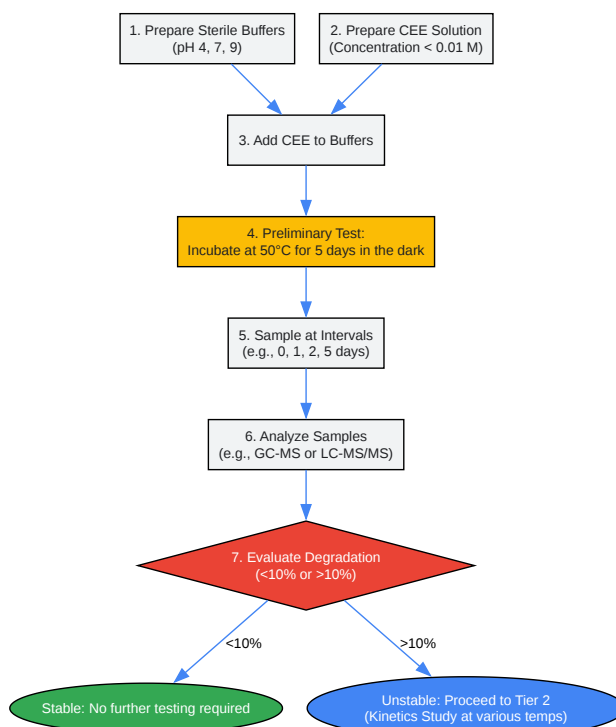 1. Prepare Sterile Buffers
(pH 4, 7, 9)
2. Prepare CEE Solution
(Concentration < 0.01 M)
3. Add CEE to Buffers
4. Preliminary Test:
Incubate at 50°C for 5 days in the dark
5. Sample at Intervals
(e.g., 0, 1, 2, 5 days)
6. Analyze Samples
(e.g., GC-MS or LC-MS/MS)
7. Evaluate Degradation
(<10% or >10%)
<10%
>10%
Stable: No further testing required
Unstable: Proceed to Tier 2
(Kinetics Study at various temps)